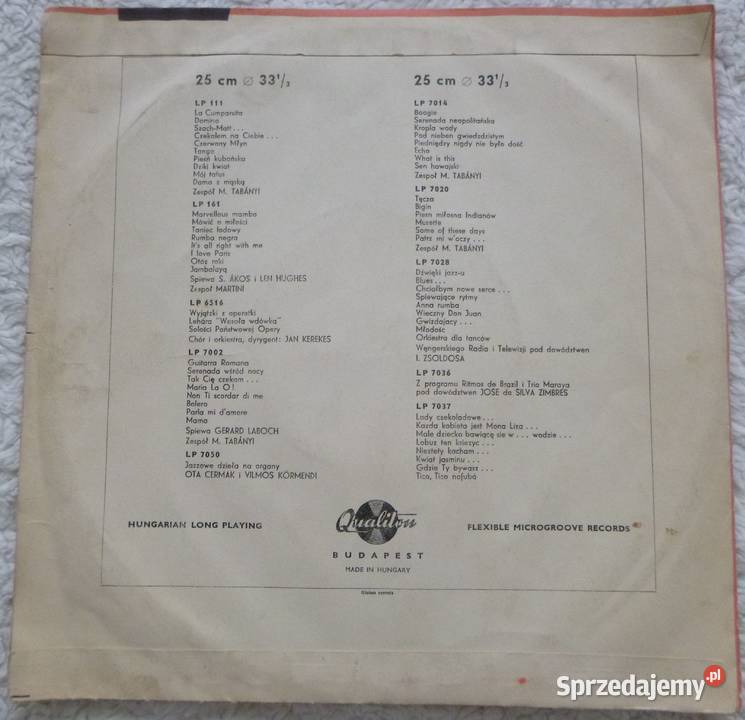 25 cm ⌀ 33¹/₃
LP 111
La Cumparsita
Domino
Szach-Matt...
Czekałem na Ciebie...
Czerwony Młyn
Tango
Pieśń kubańska
Dziki kwiat
Mój tatuś
Dama z maską
Zespół M. TABÁNYI
LP 161
Marvellous mambo
Mówić o miłości
Taniec lodowy
Rumba negra
It's all right with me
I love Paris
Otóż roki
Jambalaya
Śpiewa S. ÁKOS i LEN HUGHES
Zespół MARTINI
LP 6516
Wyjątki z operetki
Lehára "Wesoła wdówka"
Soliści Państwowej Opery
Chór i orkiestra, dyrygent: JAN KEREKES
LP 7002
Guitarra Romana
Serenada wśród nocy
Tak Cię czekam...
Maria La O!
Non Ti scordar di me
Bolero
Parla mi d'amore
Mama
Śpiewa GERARD LABOCH
Zespół M. TABÁNYI
LP 7050
Jazzowe dzieła na organy
OTA CERMAK i VILMOS KÖRMENDI
25 cm ⌀ 33¹/₃
LP 7014
Boogie
Serenada neapolitańska
Kropla wody
Pod niebem gwieździstym
Pieniędzy nigdy nie było dość
Echo
What is this
Sen hawajski
Zespół M. TABÁNYI
LP 7020
Tęcza
Bigin
Pieśń miłosna Indianów
Musette
Some of these days
Patrz mi w oczy...
Zespół M. TABÁNYI
LP 7028
Dźwięki jazz-u
Blues...
Chciałbym nowe serce...
Śpiewające rytmy
Anna rumba
Wieczny Don Juan
Gwizdający...
Młodość
Orkiestra dla tańców
Węngerskiego Radia i Telewizji pod dowództwem
I. ZSOLDOSA
LP 7036
Z programu Ritmos de Brazil i Trio Maraya
pod dowództwem JOSE de SILVA ZIMBRES
LP 7037
Lody czekoladowe...
Każda kobieta jest Mona Liza...
Małe dziecko bawiące się w... wodzie...
Łobuz ten księżyc...
Niestety kocham...
Kwiat jaśminu...
Gdzie Ty bywasz...
Tico, Tico nofubá
HUNGARIAN LONG PLAYING
Qualiton
FLEXIBLE MICROGROOVE RECORDS
BUDAPEST
MADE IN HUNGARY
Sprzedajemy.pl